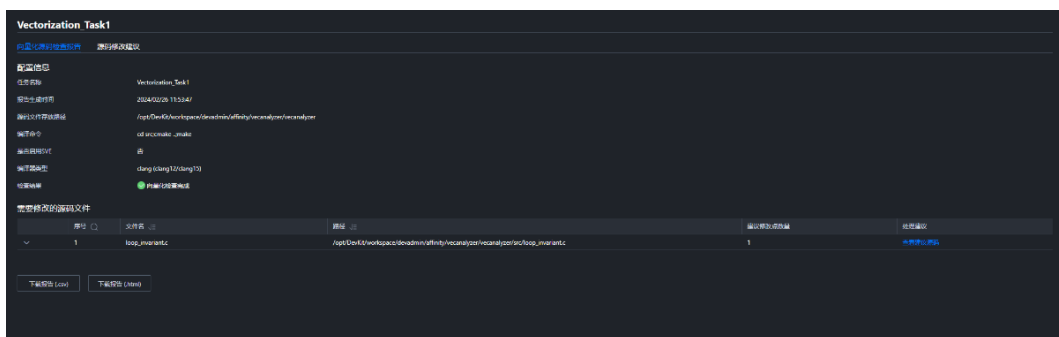 Vectorization_Task1
向量化源码检查报告 源码修改建议
配置信息
任务名称 Vectorization_Task1
报告生成时间 2024/02/26 11:53:47
源码文件存放路径 /opt/DevKit/workspace/devadmin/affinity/vecanalyzer/vecanalyzer
编译命令 cd src;cmake .;make
是否启用SVE 否
编译器类型 clang (clang12/clang15)
检查结果 向量化检查完成
需要修改的源码文件
序号 文件名 路径 建议修改点数量 处理建议
1 loop_invariant.c /opt/DevKit/workspace/devadmin/affinity/vecanalyzer/vecanalyzer/src/loop_invariant.c 1 查看建议源码
下载报告 (.csv) 下载报告 (.html)